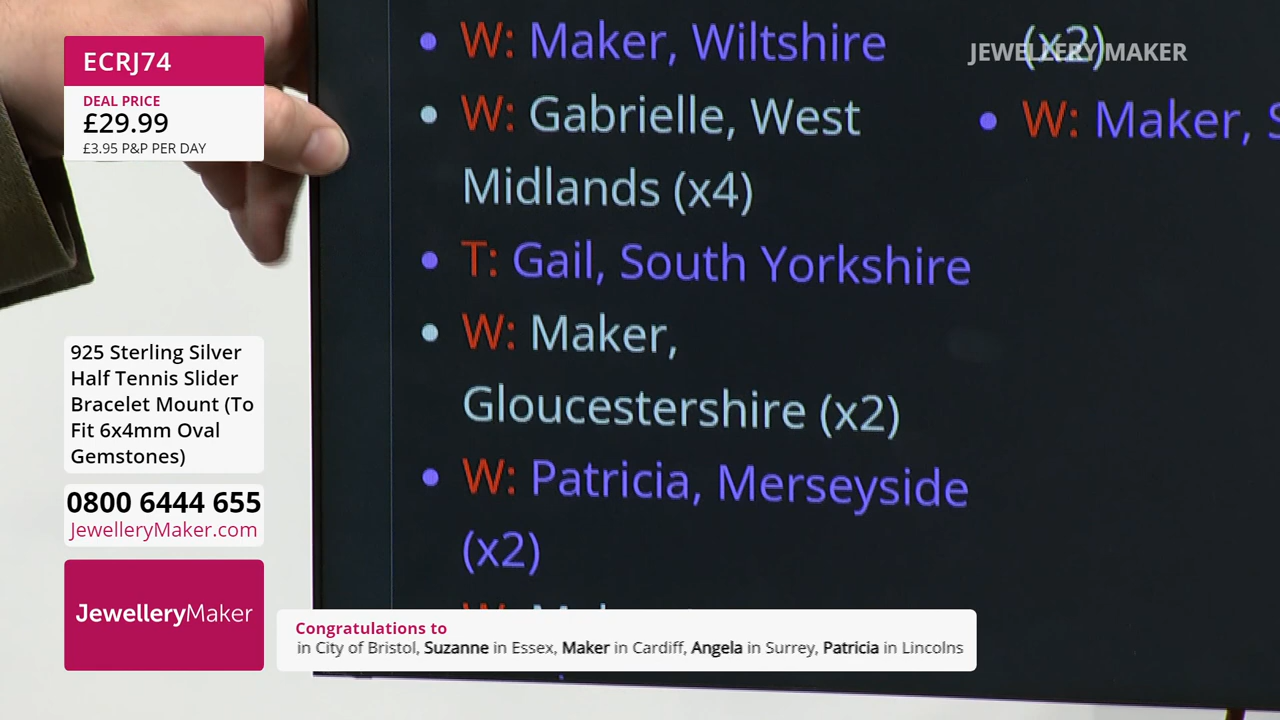 ECRJ74
DEAL PRICE
£29.99
£3.95 P&P PER DAY
925 Sterling Silver
Half Tennis Slider
Bracelet Mount (To
Fit 6x4mm Oval
Gemstones)
0800 6444 655
JewelleryMaker.com
JewelleryMaker
W: Maker, Wiltshire
W: Gabrielle, West
Midlands (x4)
T: Gail, South Yorkshire
W: Maker,
Gloucestershire (x2)
W: Patricia, Merseyside
(x2)
(x2)
JEWELLERY MAKER
W: Maker, S
Congratulations to
in City of Bristol, Suzanne in Essex, Maker in Cardiff, Angela in Surrey, Patricia in Lincolns